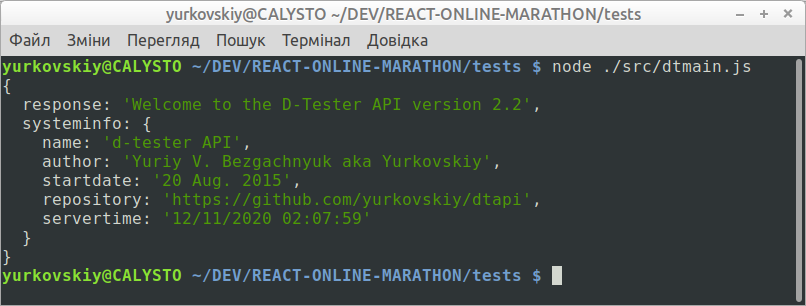 yurkovskiy@CALYSTO ~/DEV/REACT-ONLINE-MARATHON/tests
Файл Зміни Перегляд Пошук Термінал Довідка
yurkovskiy@CALYSTO ~/DEV/REACT-ONLINE-MARATHON/tests $ node ./src/dtmain.js
{
  response: 'Welcome to the D-Tester API version 2.2',
  systeminfo: {
    name: 'd-tester API',
    author: 'Yuriy V. Bezgachnyuk aka Yurkovskiy',
    startdate: '20 Aug. 2015',
    repository: 'https://github.com/yurkovskiy/dtapi',
    servertime: '12/11/2020 02:07:59'
  }
}
yurkovskiy@CALYSTO ~/DEV/REACT-ONLINE-MARATHON/tests $